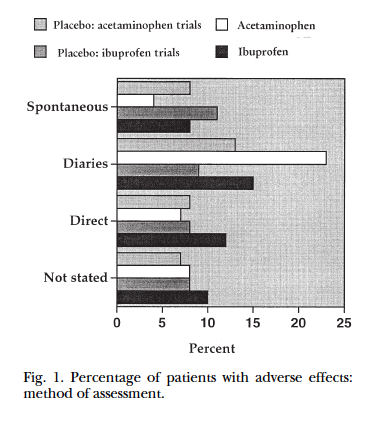 Placebo: acetaminophen trials
Acetaminophen
Placebo: ibuprofen trials
Ibuprofen
Spontaneous
Diaries
Direct
Not stated
0 5 10 15 20 25
Percent
Fig. 1. Percentage of patients with adverse effects:
method of assessment.